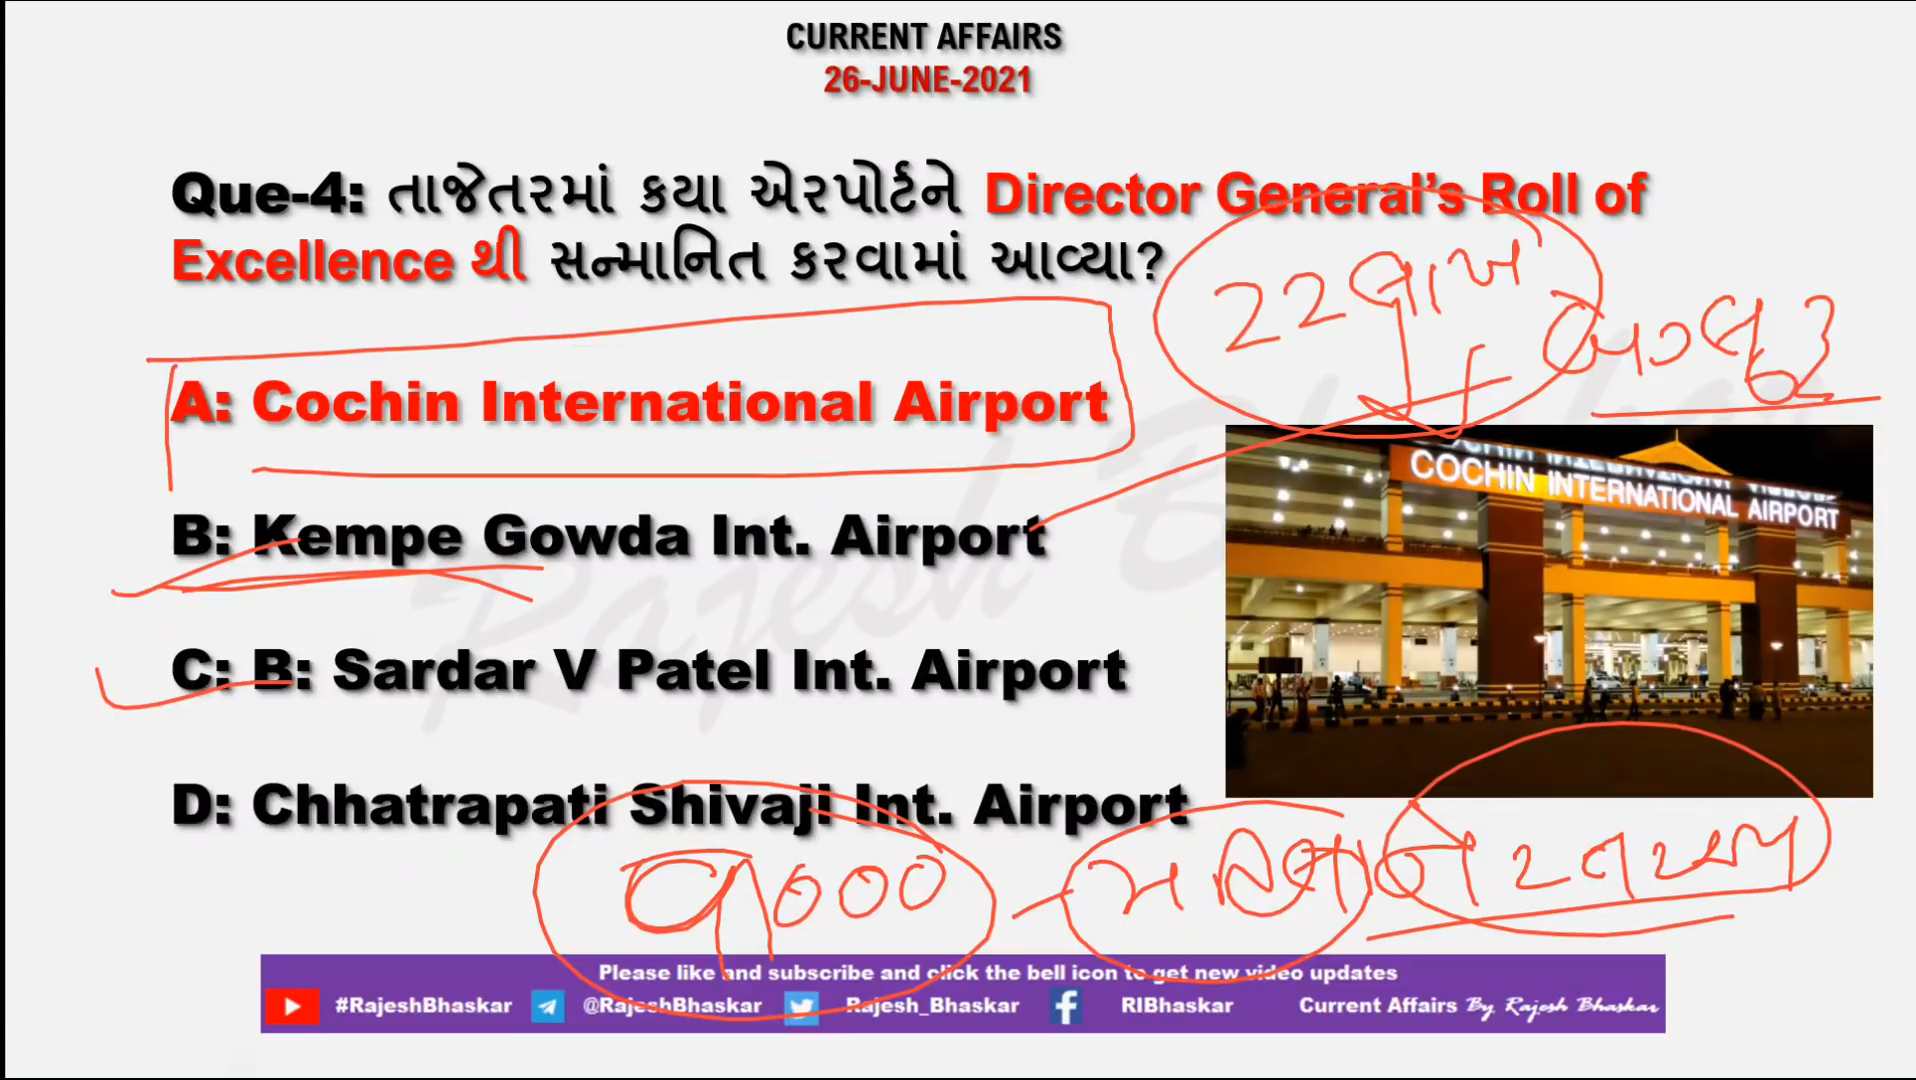 CURRENT AFFAIRS
26-JUNE-2021
Que-4: તાજેતરમાં કયા એરપોર્ટને Director General's Roll of
Excellence થી સન્માનિત કરવામાં આવ્યા?
22 લાખ
A: Cochin International Airport
COCHIN INTERNATIONAL AIRPORT
B: Kempe Gowda Int. Airport
C: B: Sardar V Patel Int. Airport
D: Chhatrapati Shivaji Int. Airport
૧૦૦૦
Rajesh Bhaskar
Please like and subscribe and click the bell icon to get new video updates
#RajeshBhaskar @RajeshBhaskar Rajesh_Bhaskar RIBhaskar Current Affairs By Rajesh Bhaskar